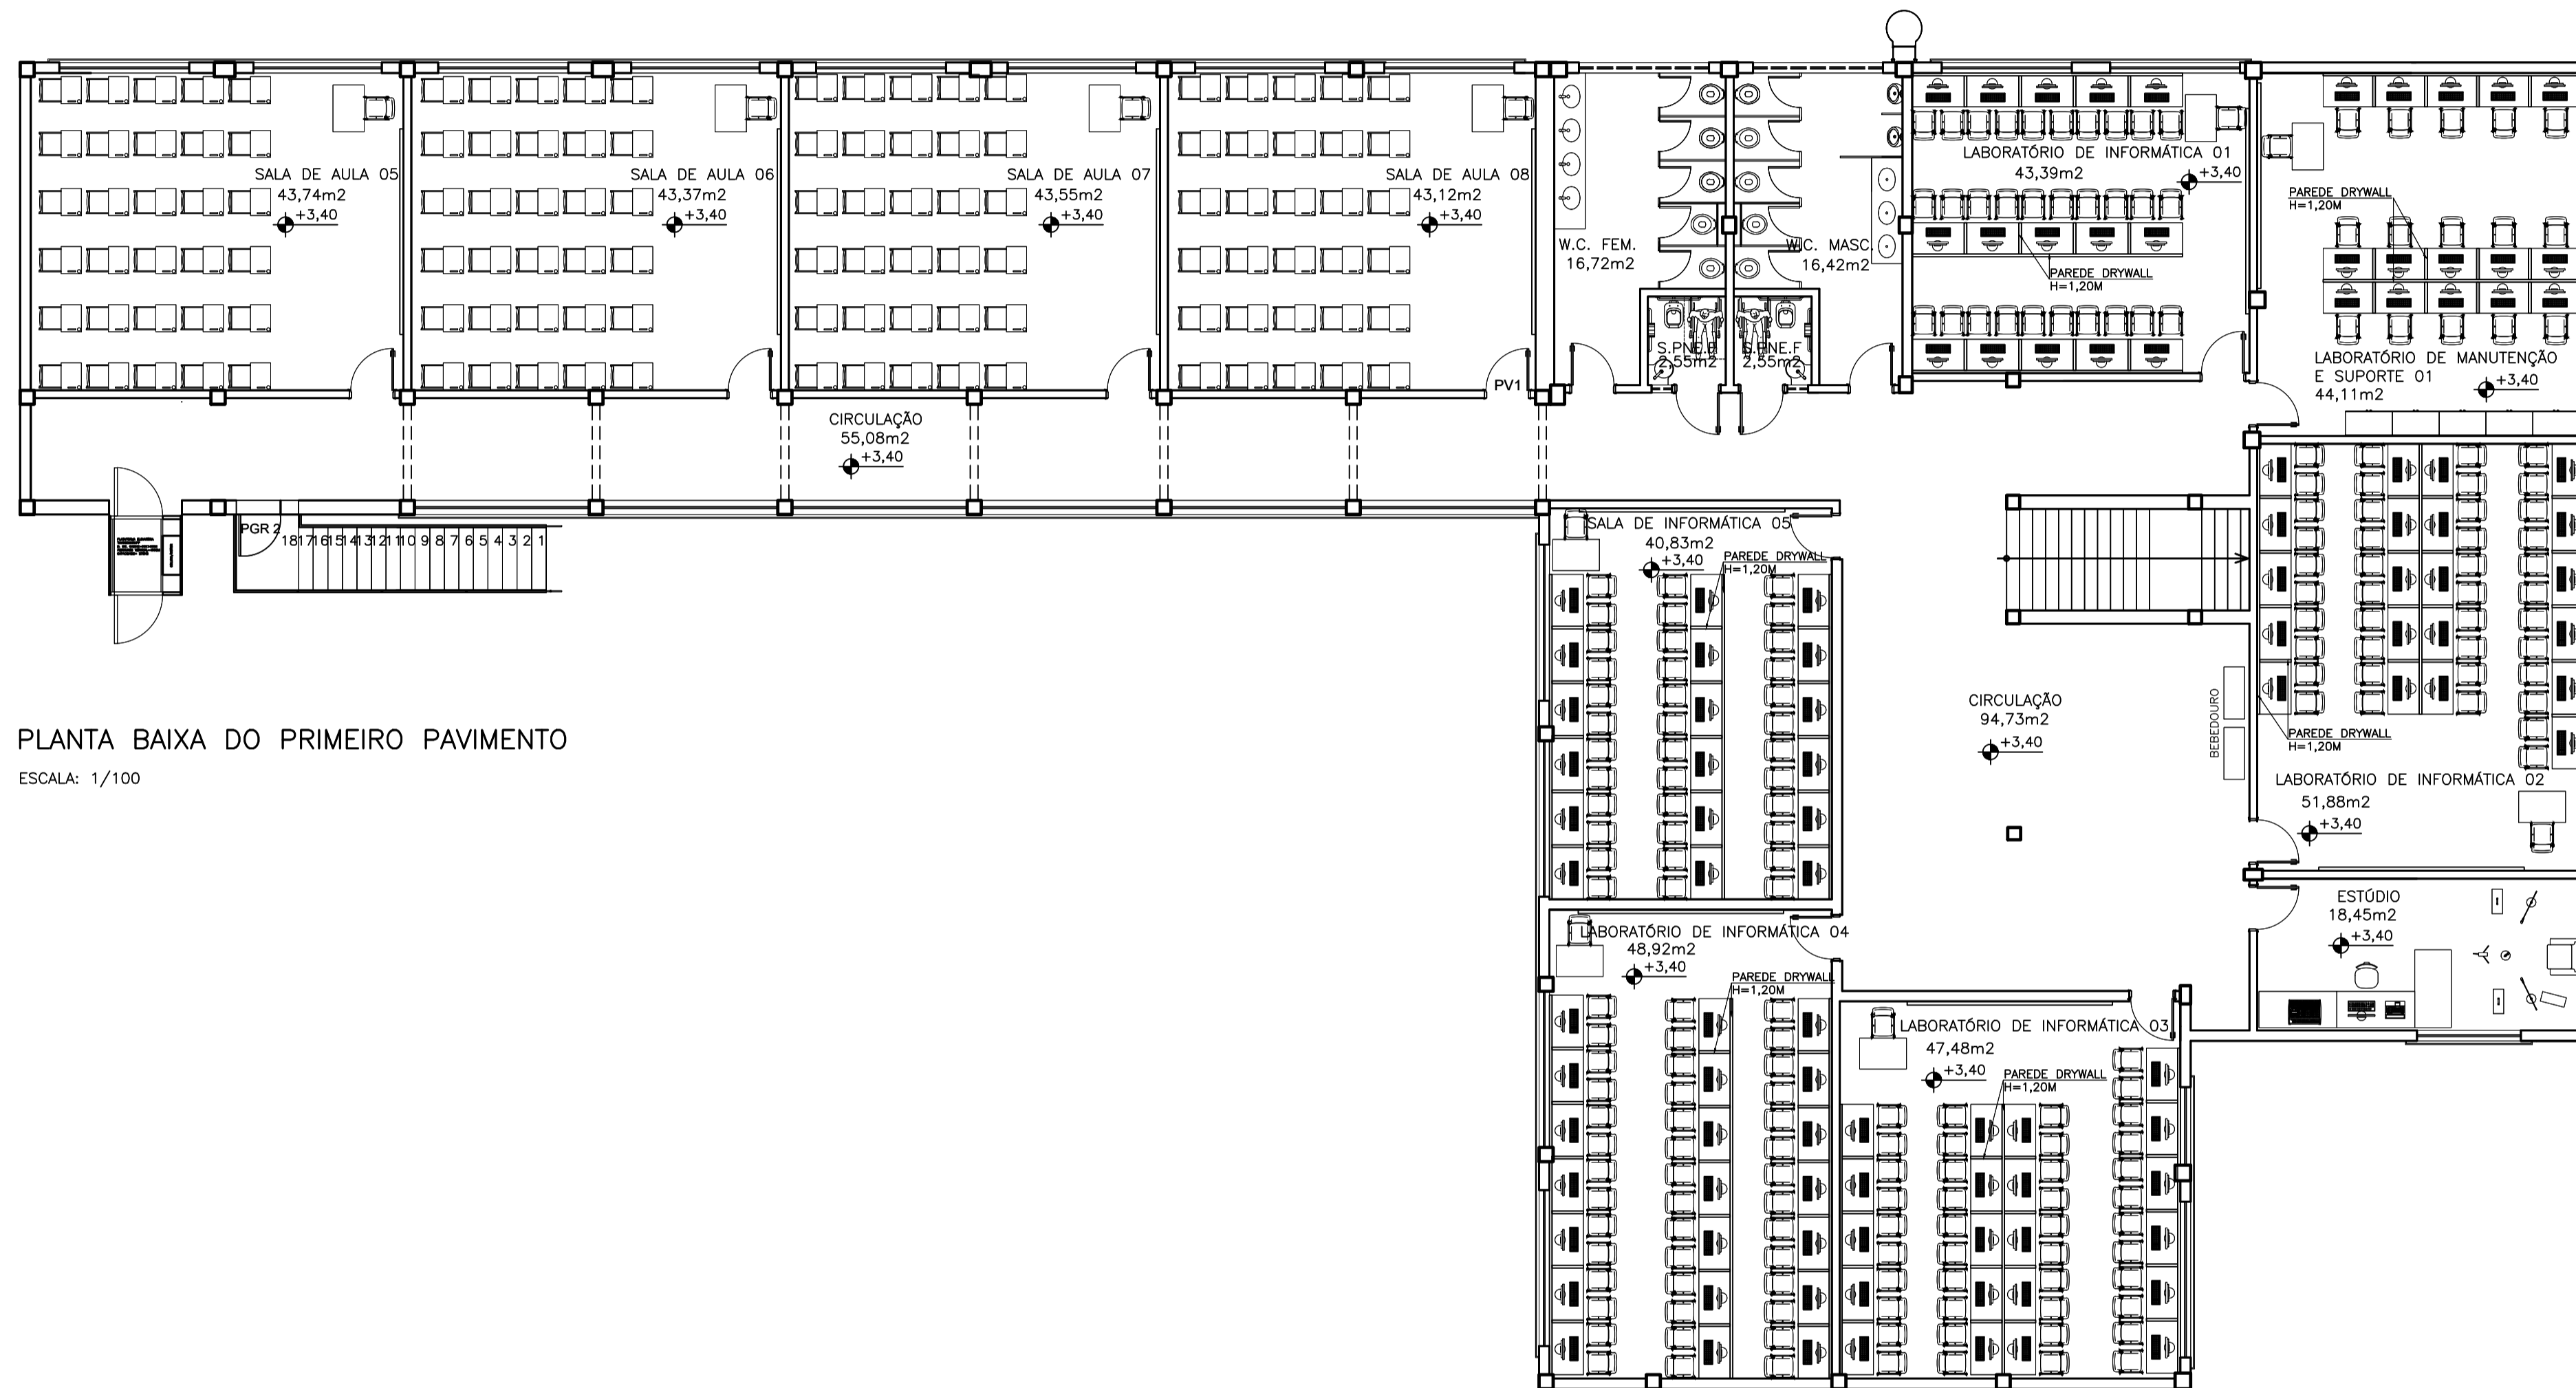 SALA DE AULA 05
43,74m2
+3,40
SALA DE AULA 06
43,37m2
+3,40
SALA DE AULA 07
43,55m2
+3,40
SALA DE AULA 08
43,12m2
+3,40
PV1
W.C. FEM.
16,72m2
W.C. MASC.
16,42m2
S.PNE.F
2,55m2
S.PNE.F
2,55m2
LABORATÓRIO DE INFORMÁTICA 01
43,39m2
+3,40
PAREDE DRYWALL
H=1,20M
PAREDE DRYWALL
H=1,20M
LABORATÓRIO DE MANUTENÇÃO
E SUPORTE 01
44,11m2
+3,40
CIRCULAÇÃO
55,08m2
+3,40
PGR 2
18 17 16 15 14 13 12 11 10 9 8 7 6 5 4 3 2 1
SALA DE INFORMÁTICA 05
40,83m2
+3,40
PAREDE DRYWALL
H=1,20M
CIRCULAÇÃO
94,73m2
+3,40
BEBEDOURO
PAREDE DRYWALL
H=1,20M
LABORATÓRIO DE INFORMÁTICA 02
51,88m2
+3,40
PLANTA BAIXA DO PRIMEIRO PAVIMENTO
ESCALA: 1/100
ESTÚDIO
18,45m2
+3,40
LABORATÓRIO DE INFORMÁTICA 04
48,92m2
+3,40
PAREDE DRYWALL
H=1,20M
LABORATÓRIO DE INFORMÁTICA 03
47,48m2
+3,40
PAREDE DRYWALL
H=1,20M